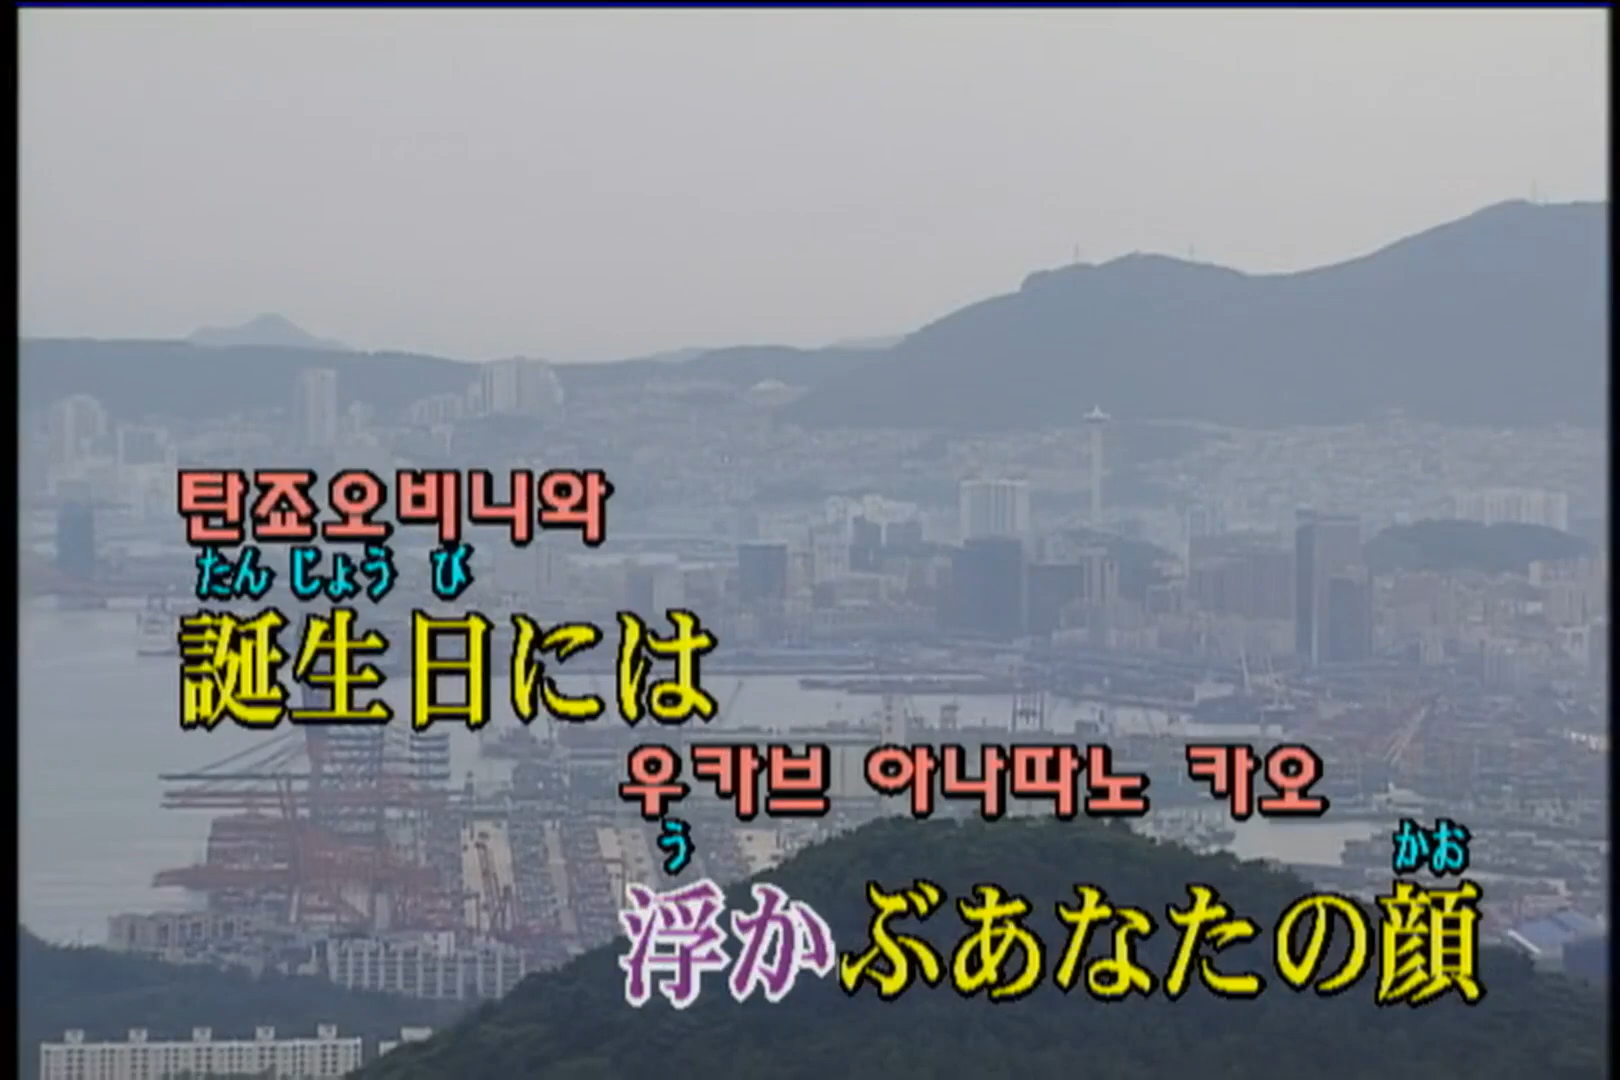 탄죠오비니와
たんじょう び
誕生日には
우카브 아나따노 카오
う かお
浮かぶあなたの顔